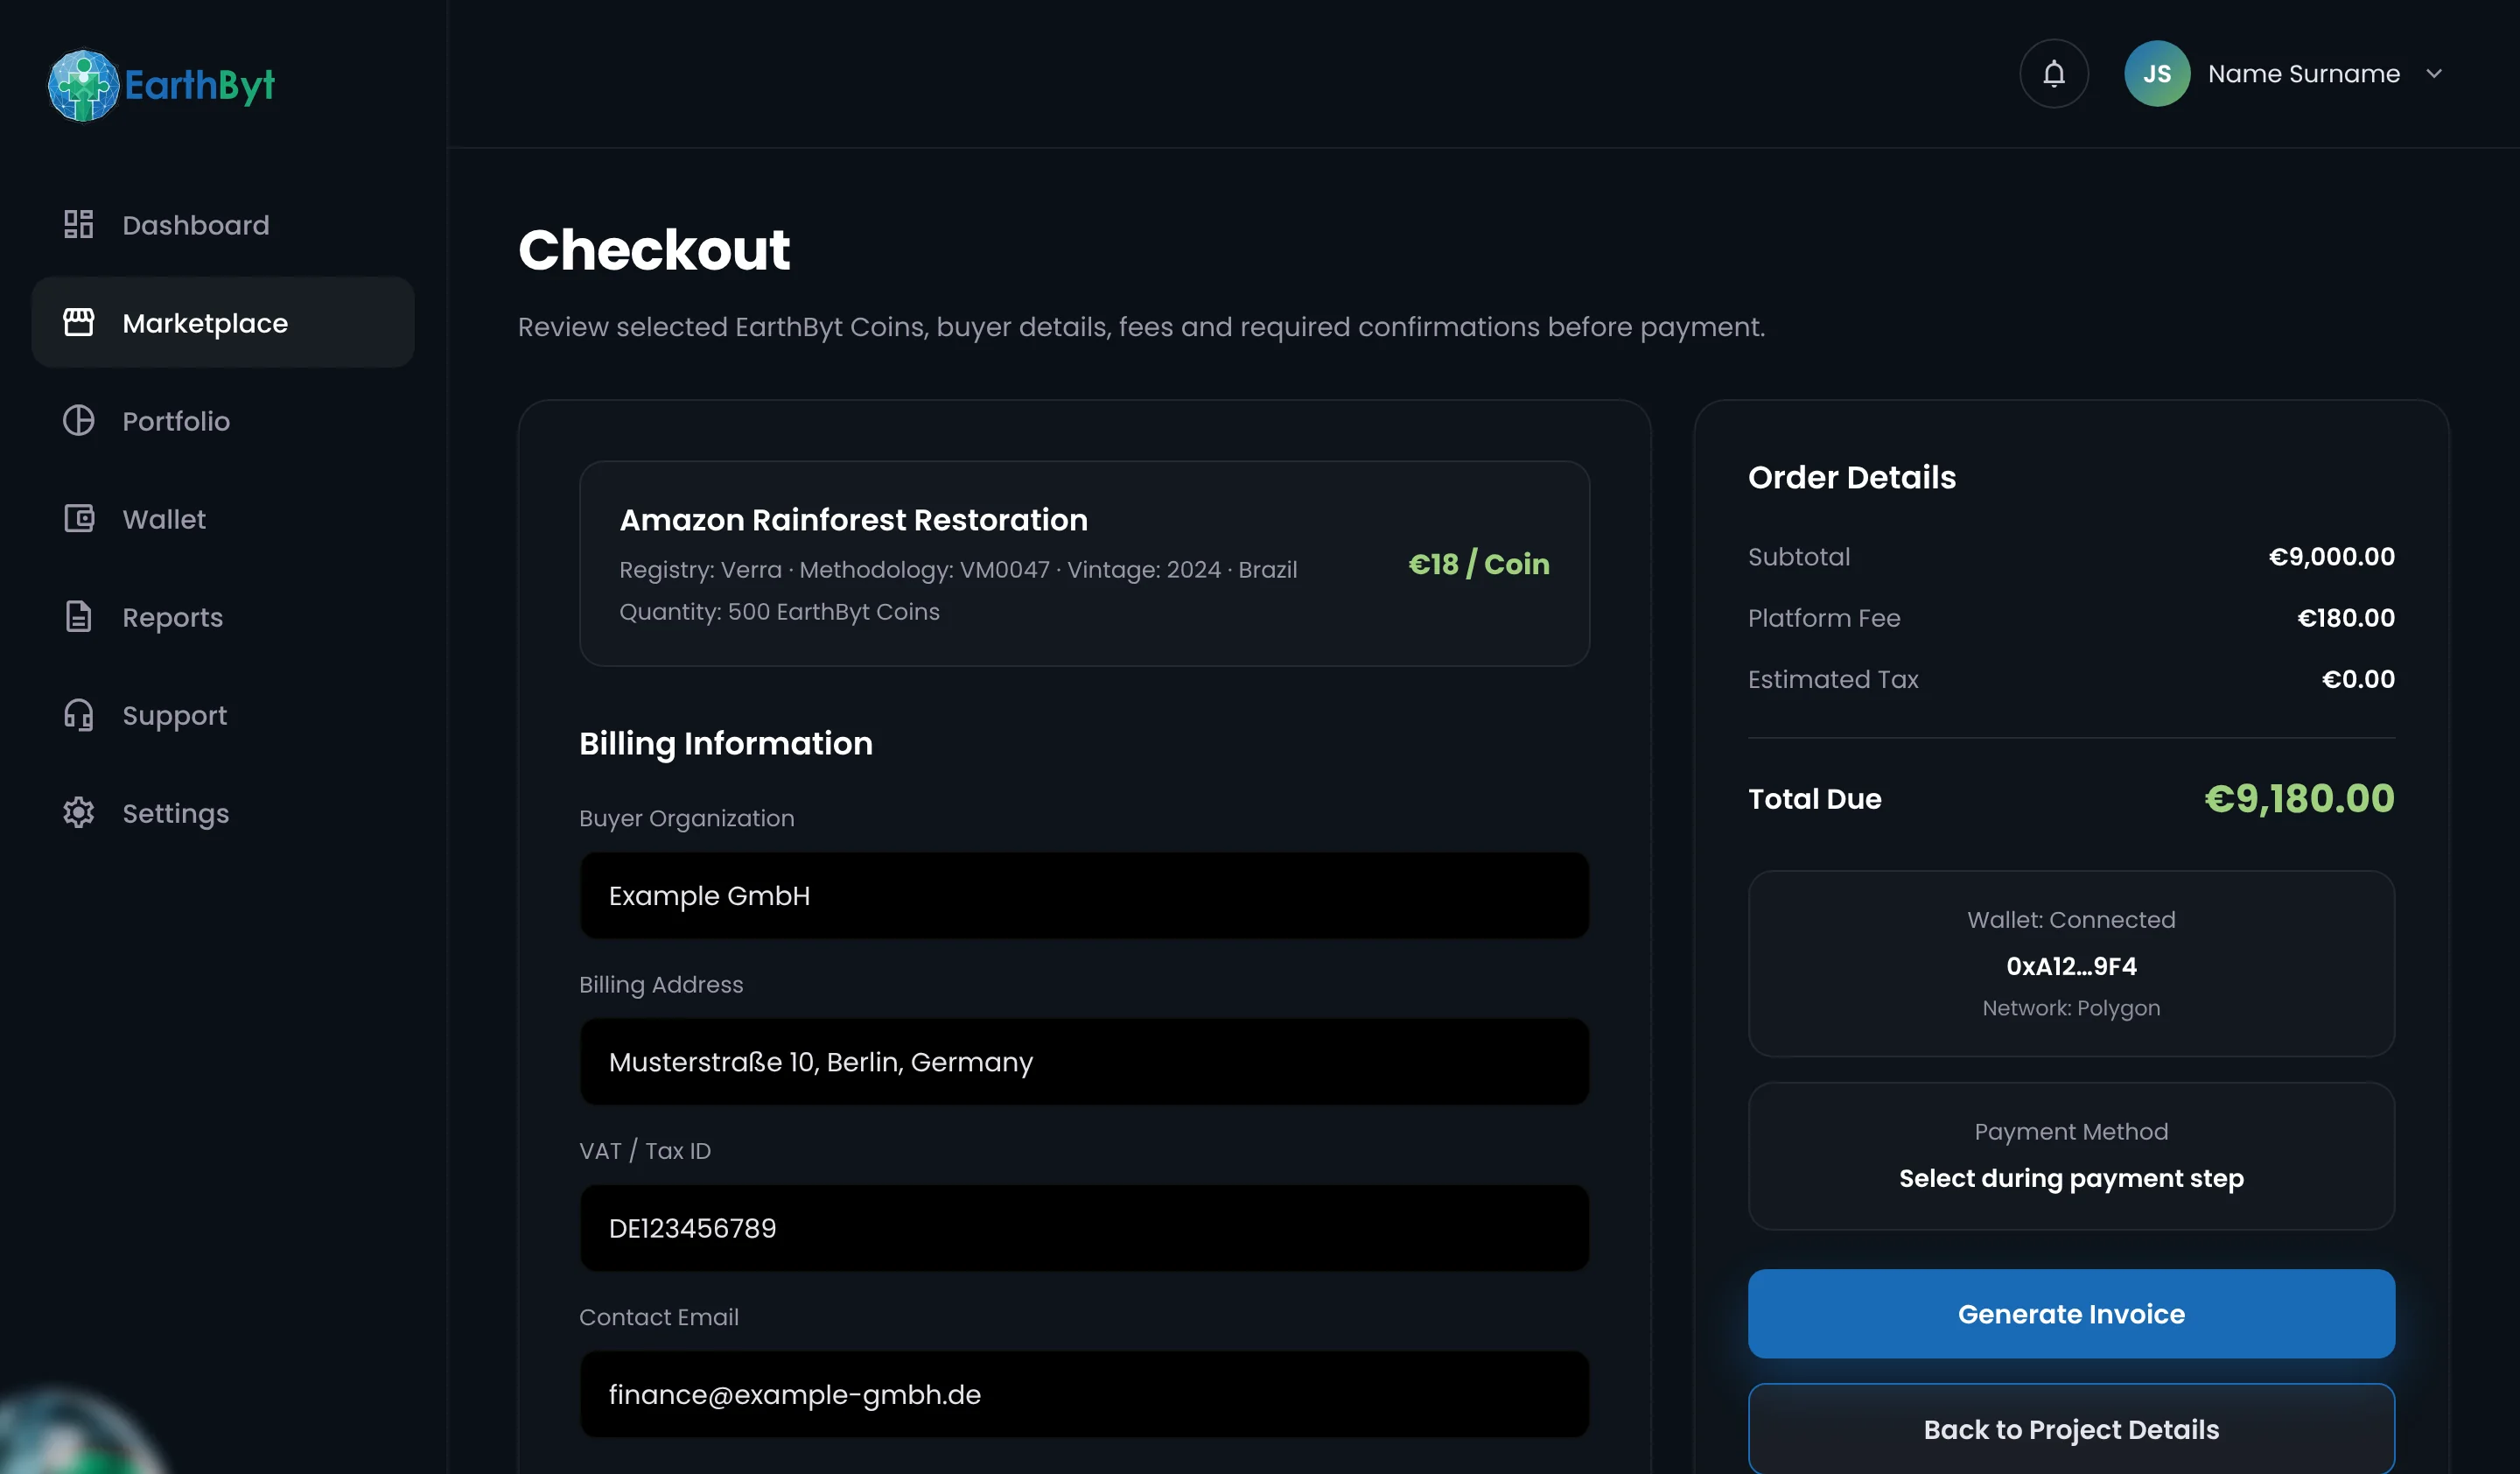 EarthByt
JS
Name Surname
Dashboard
Marketplace
Portfolio
Wallet
Reports
Support
Settings
Checkout
Review selected EarthByt Coins, buyer details, fees and required confirmations before payment.
Amazon Rainforest Restoration
Registry: Verra · Methodology: VM0047 · Vintage: 2024 · Brazil
Quantity: 500 EarthByt Coins
€18 / Coin
Billing Information
Buyer Organization
Example GmbH
Billing Address
Musterstraße 10, Berlin, Germany
VAT / Tax ID
DE123456789
Contact Email
finance@example-gmbh.de
Order Details
Subtotal €9,000.00
Platform Fee €180.00
Estimated Tax €0.00
Total Due €9,180.00
Wallet: Connected
0xA12...9F4
Network: Polygon
Payment Method
Select during payment step
Generate Invoice
Back to Project Details